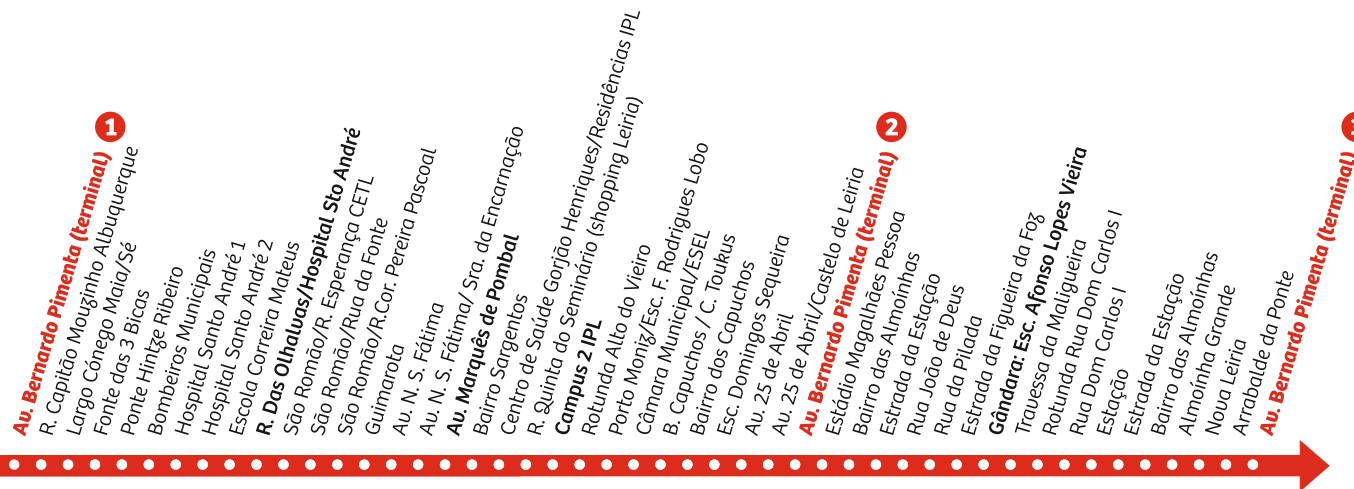 Av. Bernardo Pimenta (terminal) 1
R. Capitão Mouzinho Albuquerque
Largo Cónego Maia/Sé
Fonte das 3 Bicas
Ponte Hintze Ribeiro
Bombeiros Municipais
Hospital Santo André 1
Hospital Santo André 2
Escola Correira Mateus
R. Das Olhalvas/Hospital Sto André
São Romão/R. Esperança CETL
São Romão/Rua da Fonte
São Romão/R.Cor. Pereira Pascoal
Guimarota
Av. N. S. Fátima
Av. N. S. Fátima/ Sra. da Encarnação
Av. Marquês de Pombal
Bairro Sargentos
Centro de Saúde Gorjão Henriques/Residências IPL
R. Quinta do Seminário (shopping Leiria)
Campus 2 IPL
Rotunda Alto do Vieiro
Porto Moniz/Esc. F. Rodrigues Lobo
Câmara Municipal/ESEL
B. Capuchos / C. Toukus
Bairro dos Capuchos
Esc. Domingos Sequeira
Av. 25 de Abril
Av. 25 de Abril/Castelo de Leiria
Av. Bernardo Pimenta (terminal) 2
Estádio Magalhães Pessoa
Bairro das Almoínhas
Estrada da Estação
Rua João de Deus
Rua da Pilada
Estrada da Figueira da Foz
Gândara: Esc. Afonso Lopes Vieira
Travessa da Maligueira
Rotunda Rua Dom Carlos I
Rua Dom Carlos I
Estação
Estrada da Estação
Bairro das Almoínhas
Almoínha Grande
Nova Leiria
Arrabalde da Ponte
Av. Bernardo Pimenta (terminal)